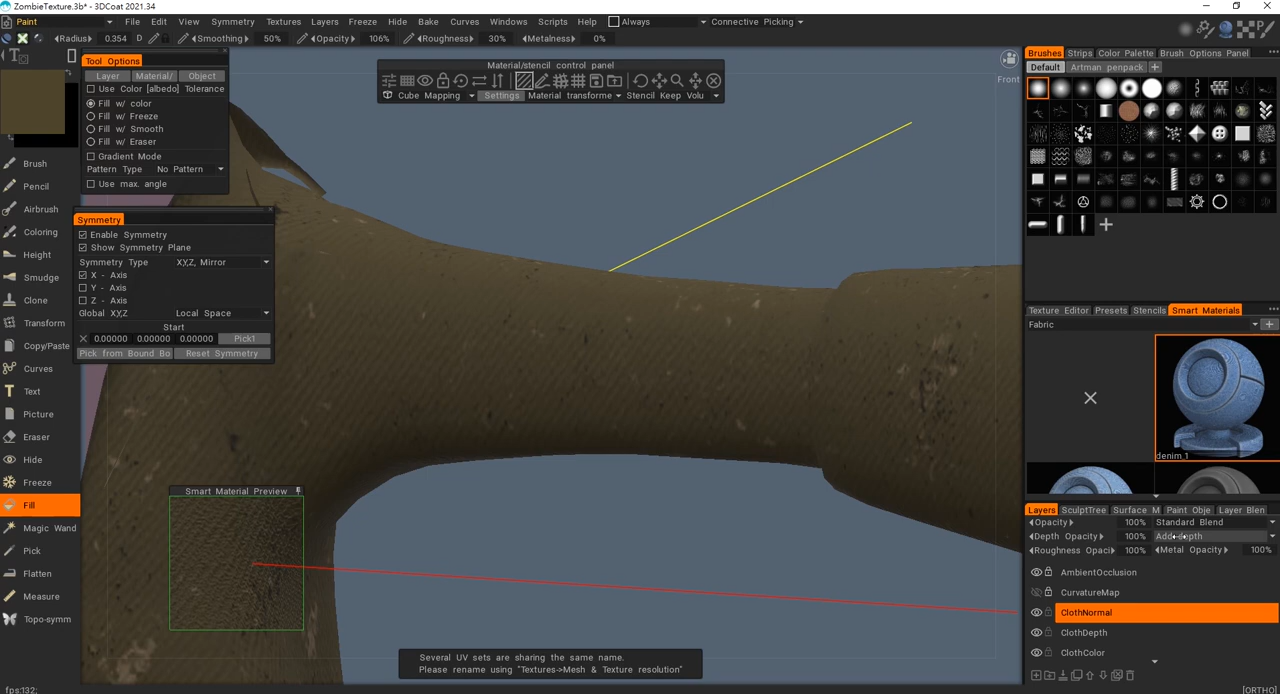 ZombieTexture.3b* - 3DCoat 2021.34
Paint File Edit View Symmetry Textures Layers Freeze Hide Bake Curves Windows Scripts Help Always Connective Picking
Radius 0.354 D Smoothing 50% Opacity 106% Roughness 30% Metalness 0%
Tool Options
Layer Material/ Object
Use Color [albedo] Tolerance
Fill w/ color
Fill w/ Freeze
Fill w/ Smooth
Fill w/ Eraser
Gradient Mode
Pattern Type No Pattern
Use max. angle
Symmetry
Enable Symmetry
Show Symmetry Plane
Symmetry Type X,Y,Z, Mirror
X - Axis
Y - Axis
Z - Axis
Global X,Y,Z Local Space
Start
0.00000 0.00000 0.00000 Pick1
Pick from Bound Bo Reset Symmetry
Brush
Pencil
Airbrush
Coloring
Height
Smudge
Clone
Transform
Copy/Paste
Curves
Text
Picture
Eraser
Hide
Freeze
Fill
Magic Wand
Pick
Flatten
Measure
Topo-symm
fps:132;
Material/stencil control panel
Cube Mapping Settings Material transforme Stencil Keep Volu
Front
Smart Material Preview
Several UV sets are sharing the same name.
Please rename using "Textures->Mesh & Texture resolution"
Brushes Strips Color Palette Brush Options Panel
Default Artman penpack
Texture Editor Presets Stencils Smart Materials
Fabric
denim_1
Layers SculptTree Surface M Paint Obje Layer Blen
Opacity 100% Standard Blend
Depth Opacity 100% Add depth
Roughness Opaci 100% Metal Opacity 100%
AmbientOcclusion
CurvatureMap
ClothNormal
ClothDepth
ClothColor
[ORTHO]